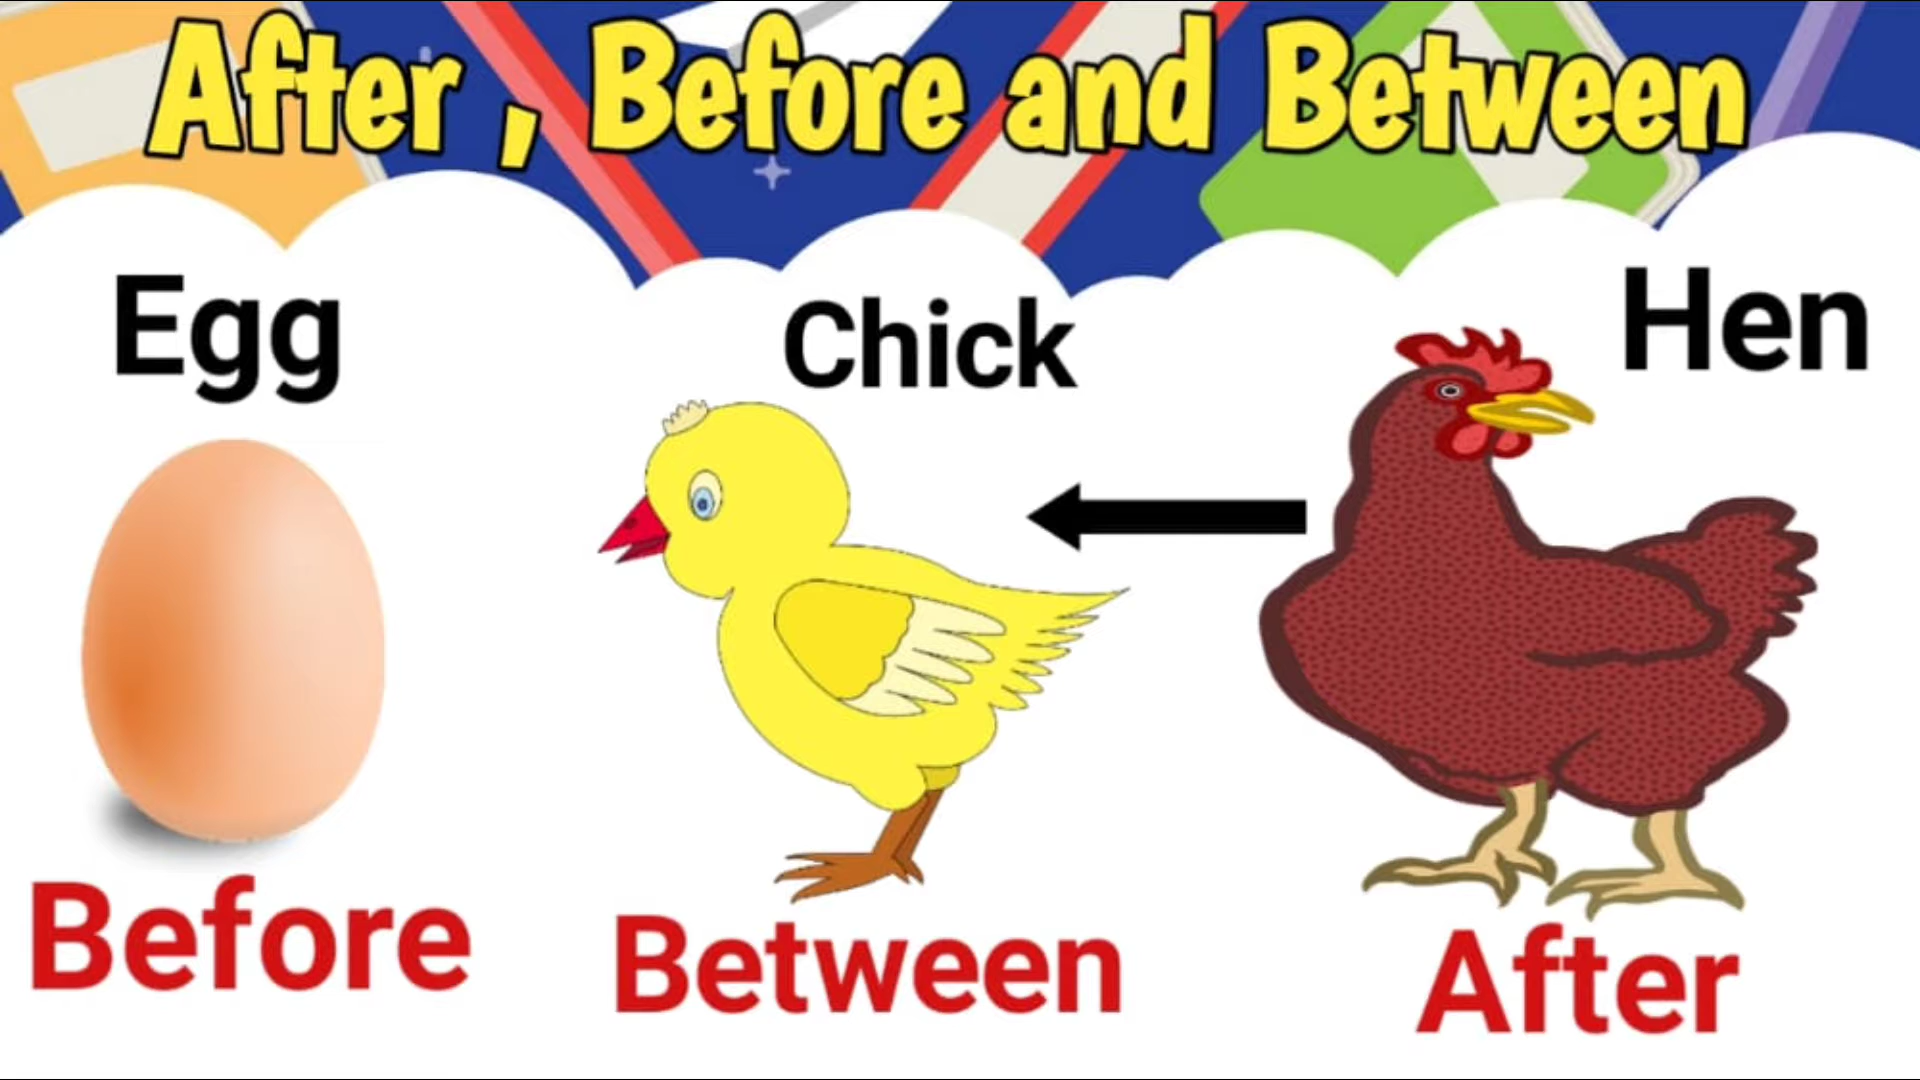 After , Before and Between
Egg
Chick
Hen
Before
Between
After